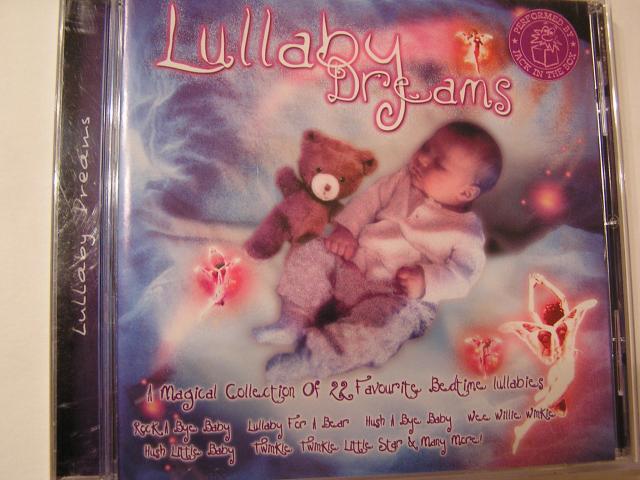 Lullaby
Dreams
PERFORMED BY
JACK IN THE BOX
Lullaby Dreams
A Magical Collection Of 22 Favourite Bedtime lullabies
Rock A Bye Baby Lullaby For A Bear Hush A Bye Baby Wee Willie Winkie
Hush Little Baby Twinkle Twinkle Little Star & Many More!